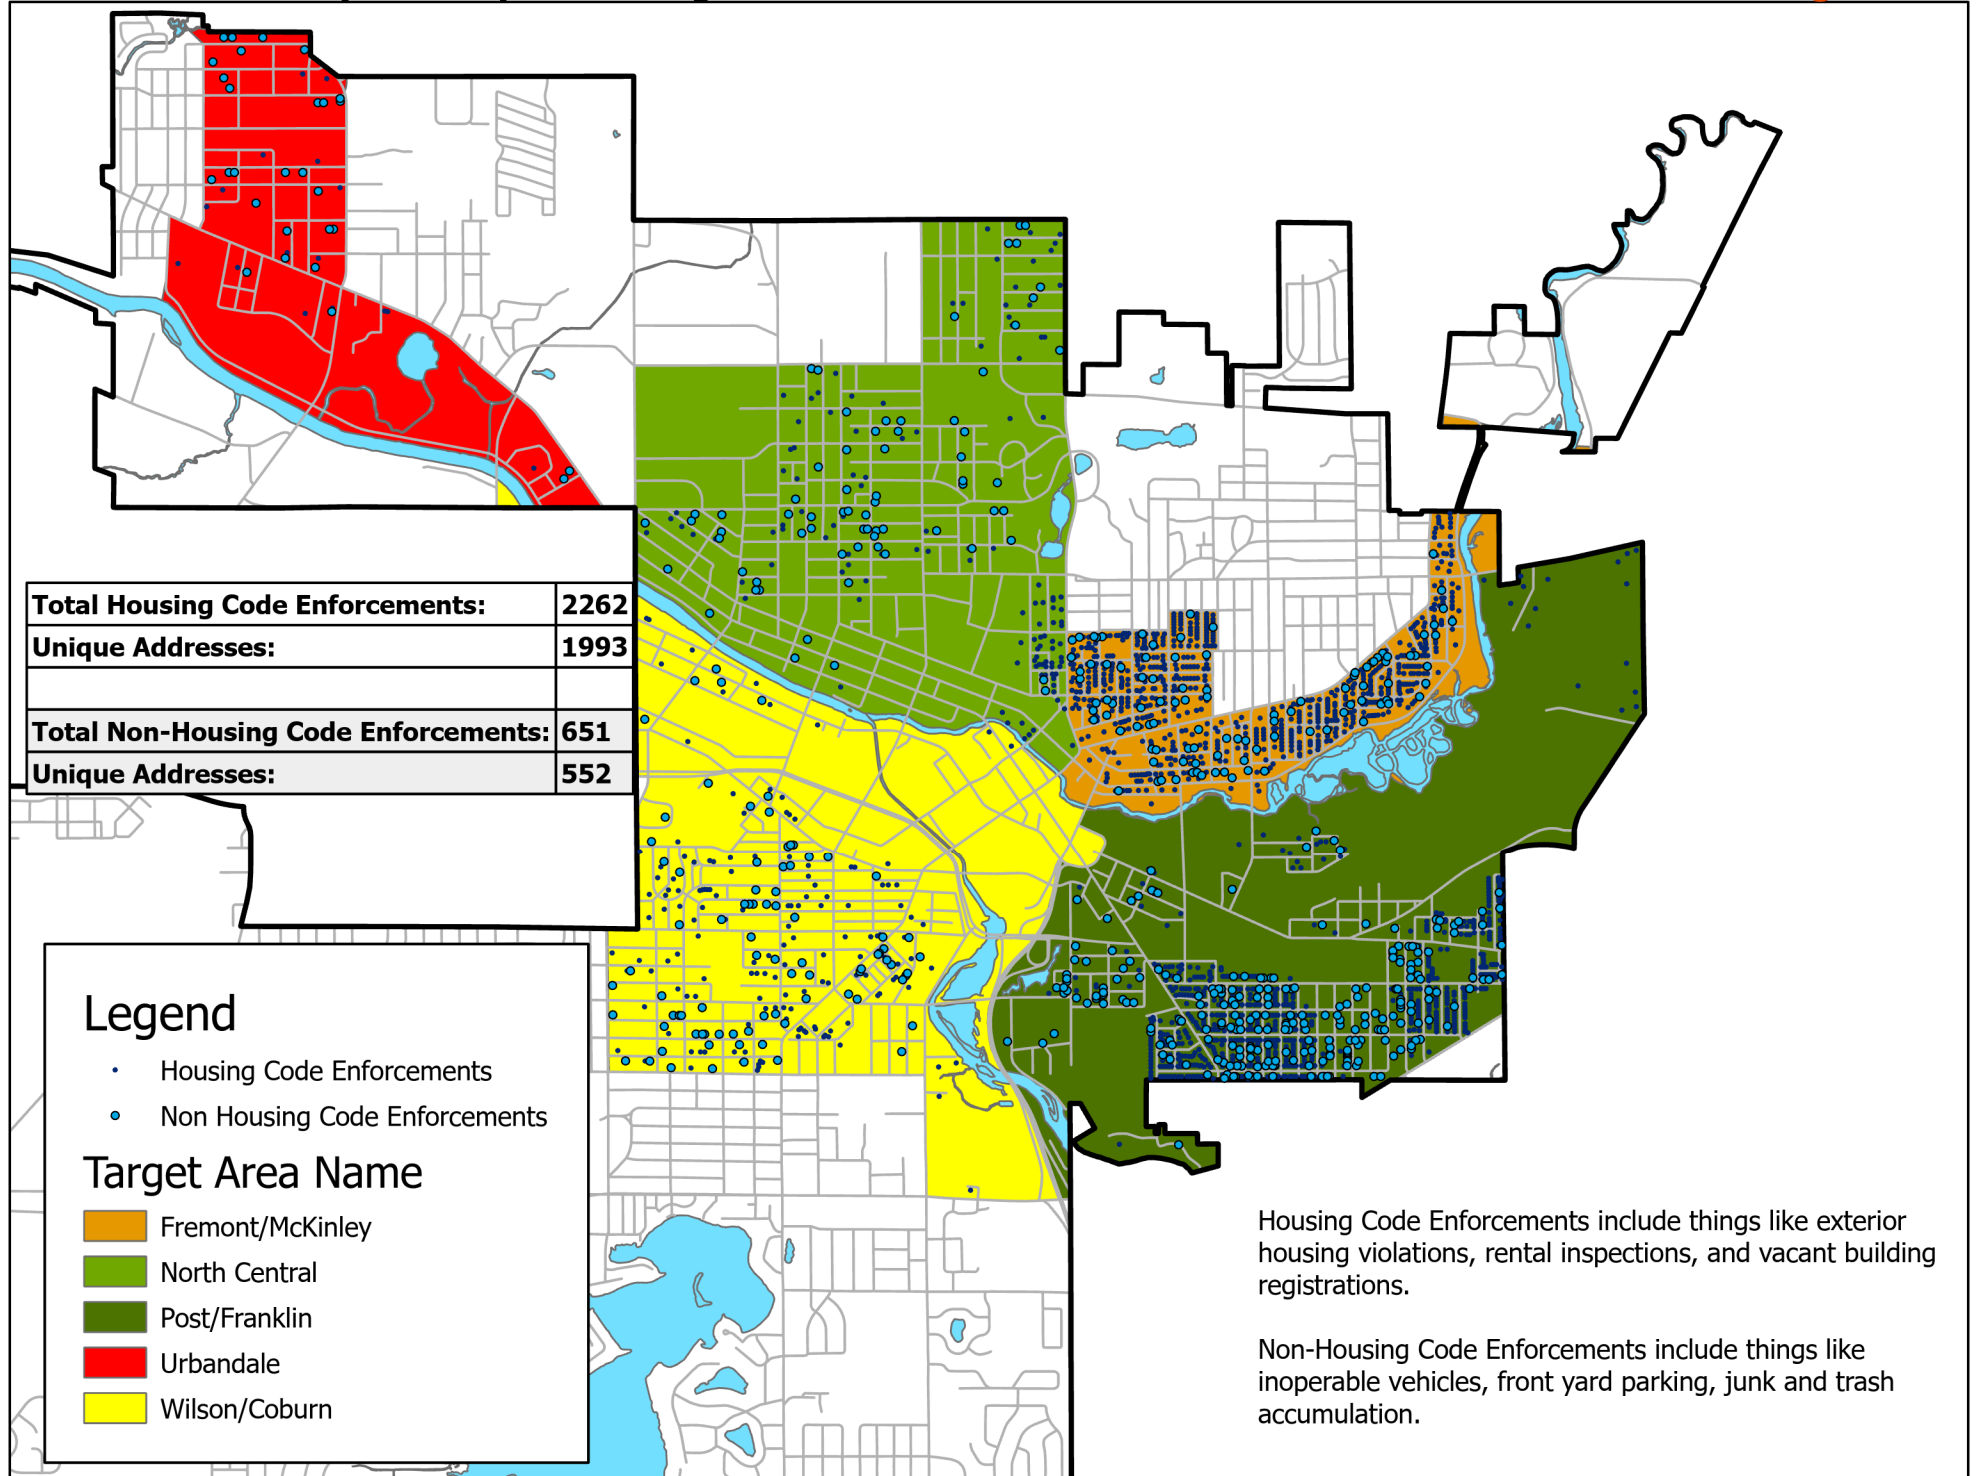 Total Housing Code Enforcements: 2262
Unique Addresses: 1993
Total Non-Housing Code Enforcements: 651
Unique Addresses: 552
Legend
Housing Code Enforcements
Non Housing Code Enforcements
Target Area Name
Fremont/McKinley
North Central
Post/Franklin
Urbandale
Wilson/Coburn
Housing Code Enforcements include things like exterior
housing violations, rental inspections, and vacant building
registrations.
Non-Housing Code Enforcements include things like
inoperable vehicles, front yard parking, junk and trash
accumulation.